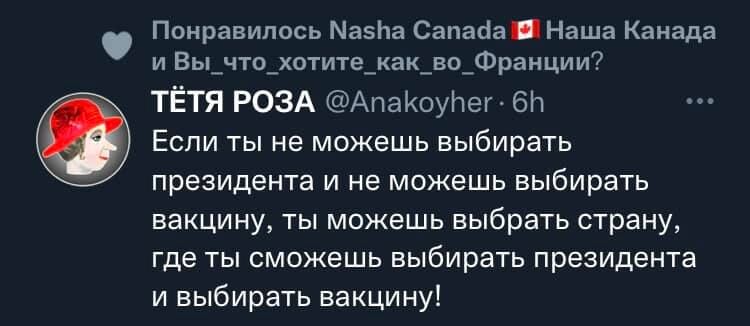 Понравилось Nasha Canada🇨🇦Наша Канада
и Вы_что_хотите_как_во_Франции?
ТЁТЯ РОЗА @Anakoyher · 6h
Если ты не можешь выбирать
президента и не можешь выбирать
вакцину, ты можешь выбрать страну,
где ты сможешь выбирать президента
и выбирать вакцину!